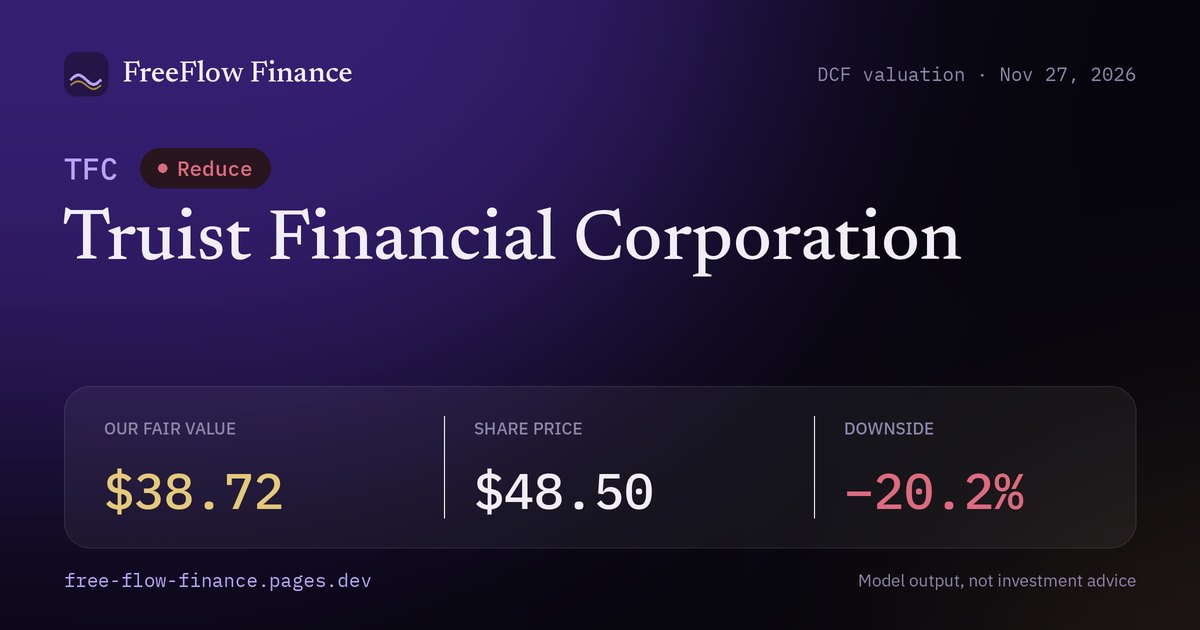 FreeFlow Finance
DCF valuation · Nov 27, 2026
TFC
Reduce
Truist Financial Corporation
OUR FAIR VALUE
$38.72
SHARE PRICE
$48.50
DOWNSIDE
−20.2%
free-flow-finance.pages.dev
Model output, not investment advice